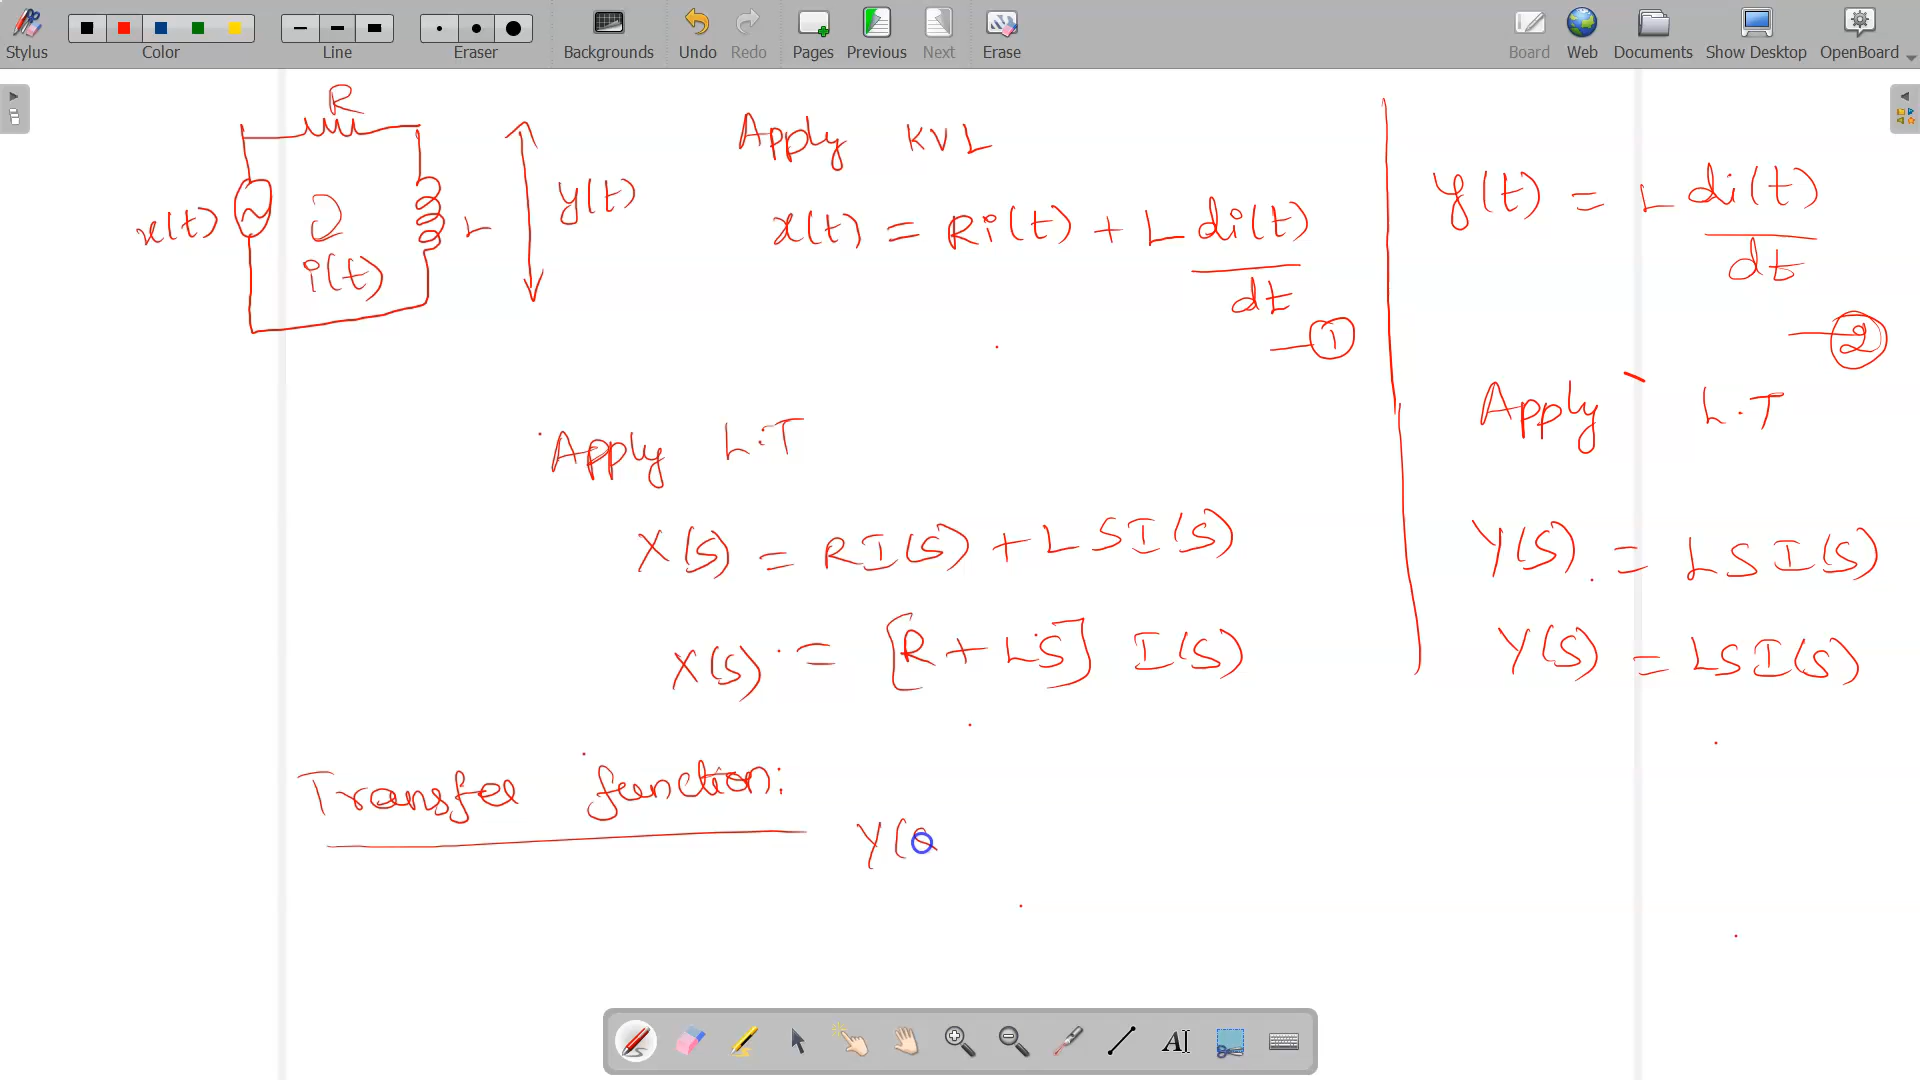 Stylus Color Line Eraser Backgrounds Undo Redo Pages Previous Next Erase Board Web Documents Show Desktop OpenBoard
R
x(t)
i(t)
L
y(t)
Apply KVL
x(t) = Ri(t) + L di(t)/dt
1
y(t) = L di(t)/dt
2
Apply L.T
X(S) = RI(S) + LSI(S)
X(S) = [R + LS] I(S)
Apply L.T
Y(S) = LSI(S)
Y(S) = LSI(S)
Transfer function:
Y(